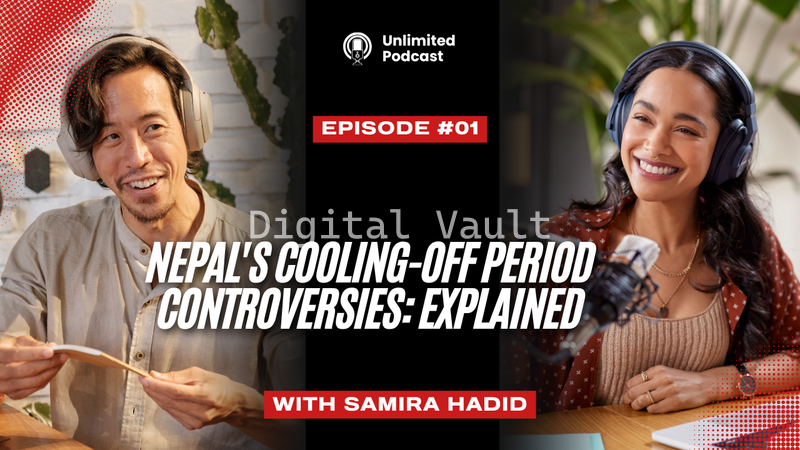 Unlimited
Podcast
EPISODE #01
Digital Vault
NEPAL'S COOLING-OFF PERIOD
CONTROVERSIES: EXPLAINED
WITH SAMIRA HADID